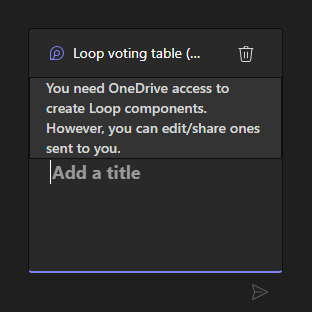 Loop voting table (...
You need OneDrive access to
create Loop components.
However, you can edit/share ones
sent to you.
Add a title